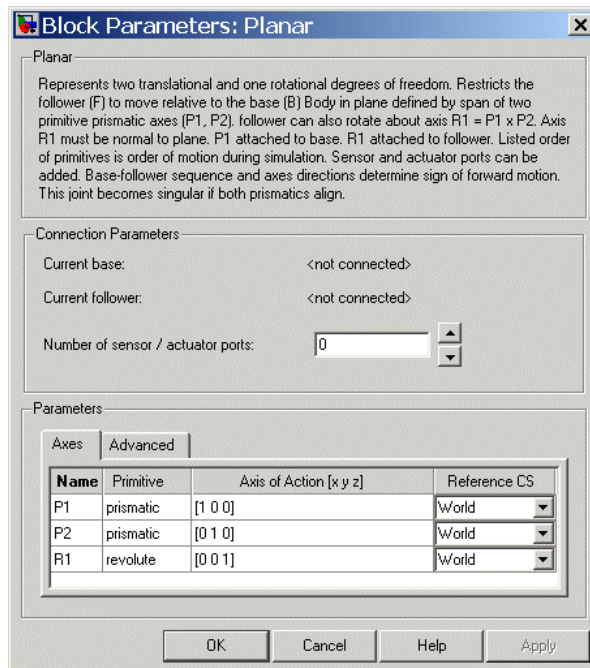 Block Parameters: Planar
Planar
Represents two translational and one rotational degrees of freedom. Restricts the
follower (F) to move relative to the base (B) Body in plane defined by span of two
primitive prismatic axes (P1, P2). follower can also rotate about axis R1 = P1 x P2. Axis
R1 must be normal to plane. P1 attached to base. R1 attached to follower. Listed order
of primitives is order of motion during simulation. Sensor and actuator ports can be
added. Base-follower sequence and axes directions determine sign of forward motion.
This joint becomes singular if both prismatics align.
Connection Parameters
Current base: <not connected>
Current follower: <not connected>
Number of sensor / actuator ports: 0
Parameters
Axes Advanced
Name Primitive Axis of Action [x y z] Reference CS
P1 prismatic [1 0 0] World
P2 prismatic [0 1 0] World
R1 revolute [0 0 1] World
OK Cancel Help Apply